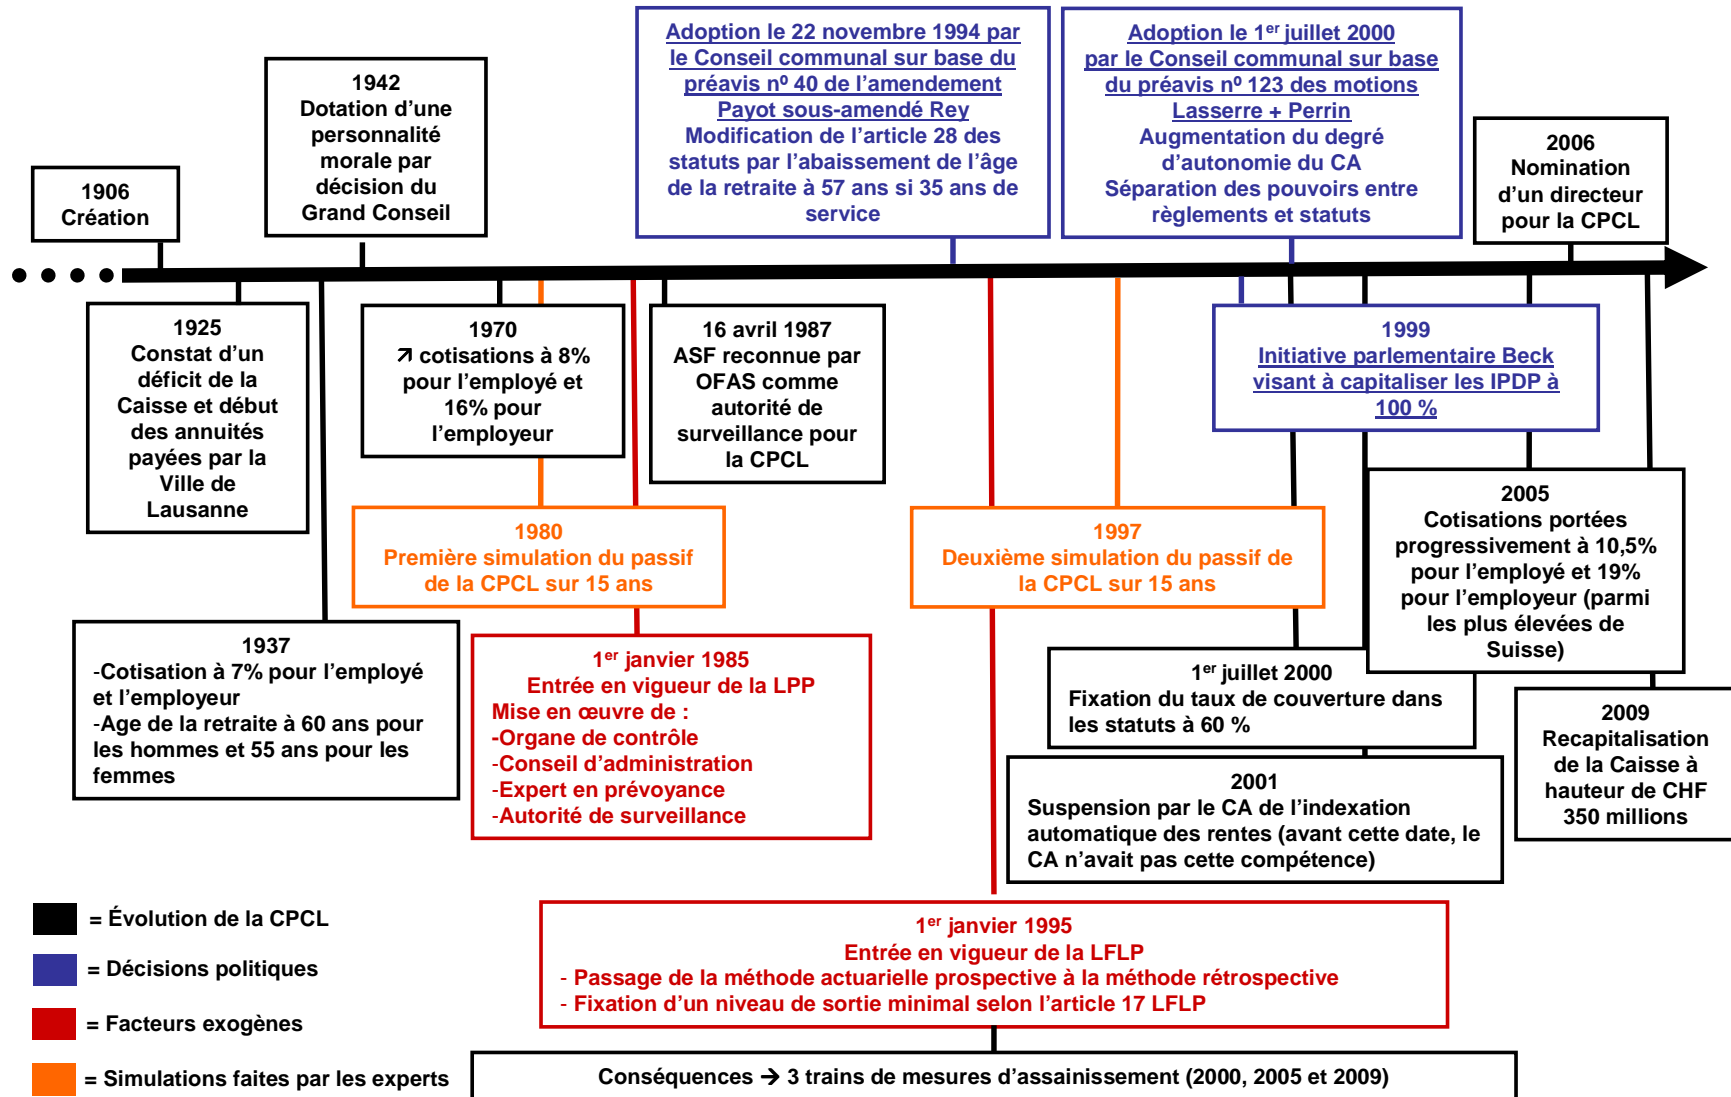 1906
Création
1942
Dotation d’une
personnalité
morale par
décision du
Grand Conseil
Adoption le 22 novembre 1994 par
le Conseil communal sur base du
préavis nº 40 de l’amendement
Payot sous-amendé Rey
Modification de l’article 28 des
statuts par l’abaissement de l’âge
de la retraite à 57 ans si 35 ans de
service
Adoption le 1er juillet 2000
par le Conseil communal sur base
du préavis nº 123 des motions
Lasserre + Perrin
Augmentation du degré
d’autonomie du CA
Séparation des pouvoirs entre
règlements et statuts
2006
Nomination
d’un directeur
pour la CPCL
1925
Constat d’un
déficit de la
Caisse et début
des annuités
payées par la
Ville de
Lausanne
1970
↗ cotisations à 8%
pour l’employé et
16% pour
l’employeur
16 avril 1987
ASF reconnue par
OFAS comme
autorité de
surveillance pour
la CPCL
1999
Initiative parlementaire Beck
visant à capitaliser les IPDP à
100 %
1980
Première simulation du passif
de la CPCL sur 15 ans
1997
Deuxième simulation du passif de
la CPCL sur 15 ans
2005
Cotisations portées
progressivement à 10,5%
pour l’employé et 19%
pour l’employeur (parmi
les plus élevées de
Suisse)
1937
-Cotisation à 7% pour l’employé
et l’employeur
-Age de la retraite à 60 ans pour
les hommes et 55 ans pour les
femmes
1er janvier 1985
Entrée en vigueur de la LPP
Mise en œuvre de :
-Organe de contrôle
-Conseil d’administration
-Expert en prévoyance
-Autorité de surveillance
1er juillet 2000
Fixation du taux de couverture dans
les statuts à 60 %
2009
Recapitalisation
de la Caisse à
hauteur de CHF
350 millions
2001
Suspension par le CA de l’indexation
automatique des rentes (avant cette date, le
CA n’avait pas cette compétence)
1er janvier 1995
Entrée en vigueur de la LFLP
- Passage de la méthode actuarielle prospective à la méthode rétrospective
- Fixation d’un niveau de sortie minimal selon l’article 17 LFLP
Conséquences → 3 trains de mesures d’assainissement (2000, 2005 et 2009)
= Évolution de la CPCL
= Décisions politiques
= Facteurs exogènes
= Simulations faites par les experts